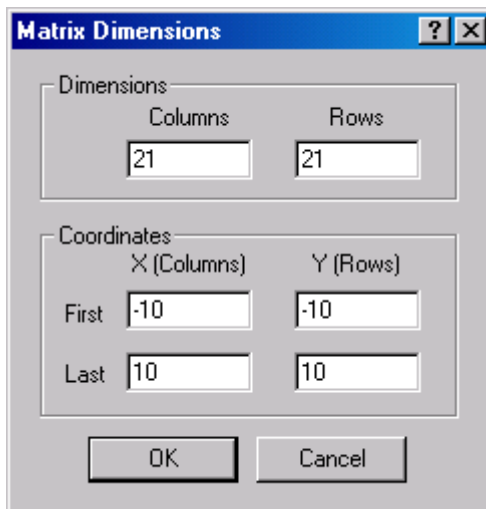 Matrix Dimensions
Dimensions
Columns Rows
21 21
Coordinates
X (Columns) Y (Rows)
First -10 -10
Last 10 10
OK Cancel